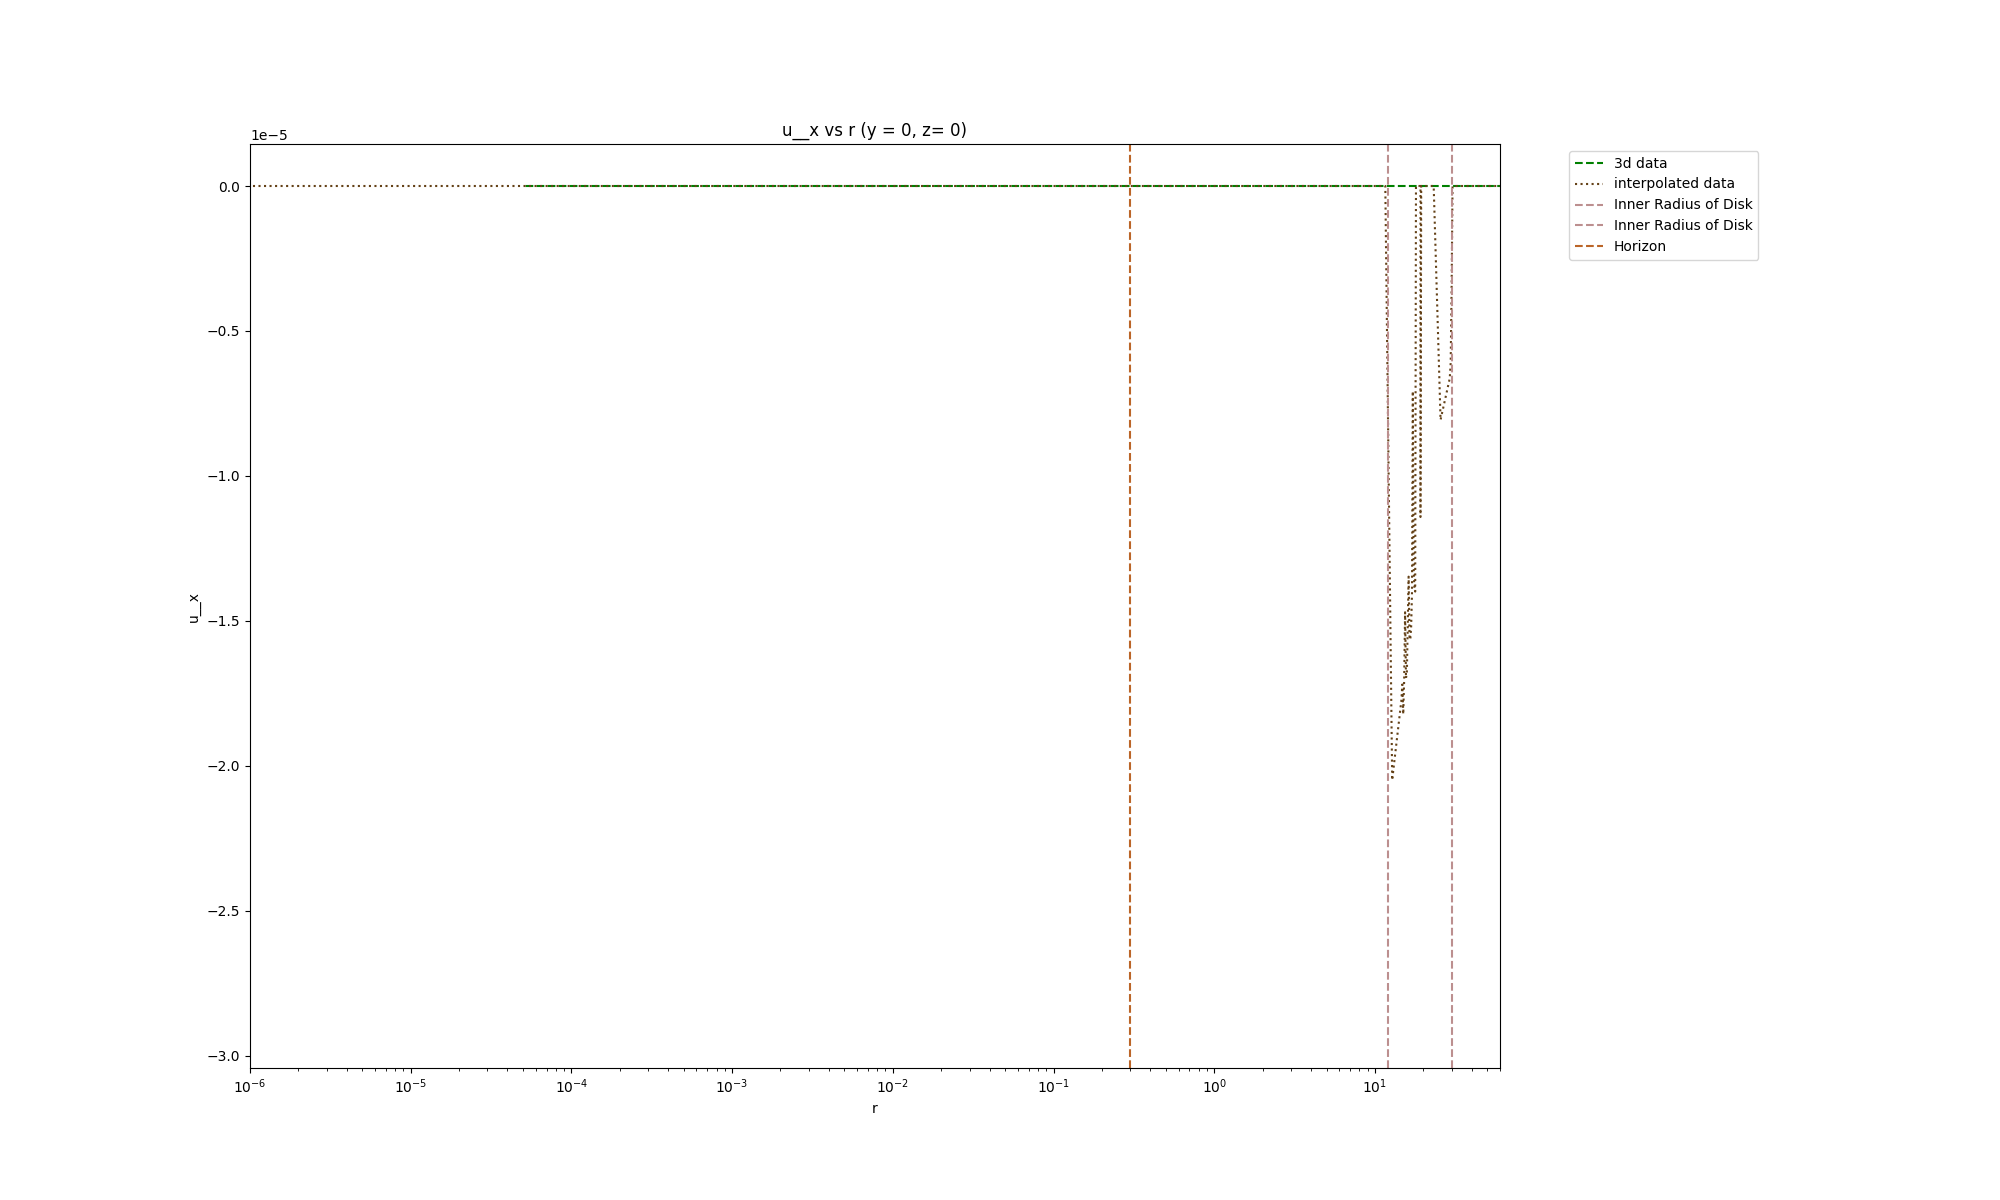 u__x vs r (y = 0, z= 0)
1e−5
0.0
−0.5
−1.0
−1.5
−2.0
−2.5
−3.0
u__x
10⁻⁶ 10⁻⁵ 10⁻⁴ 10⁻³ 10⁻² 10⁻¹ 10⁰ 10¹
r
3d data
interpolated data
Inner Radius of Disk
Inner Radius of Disk
Horizon